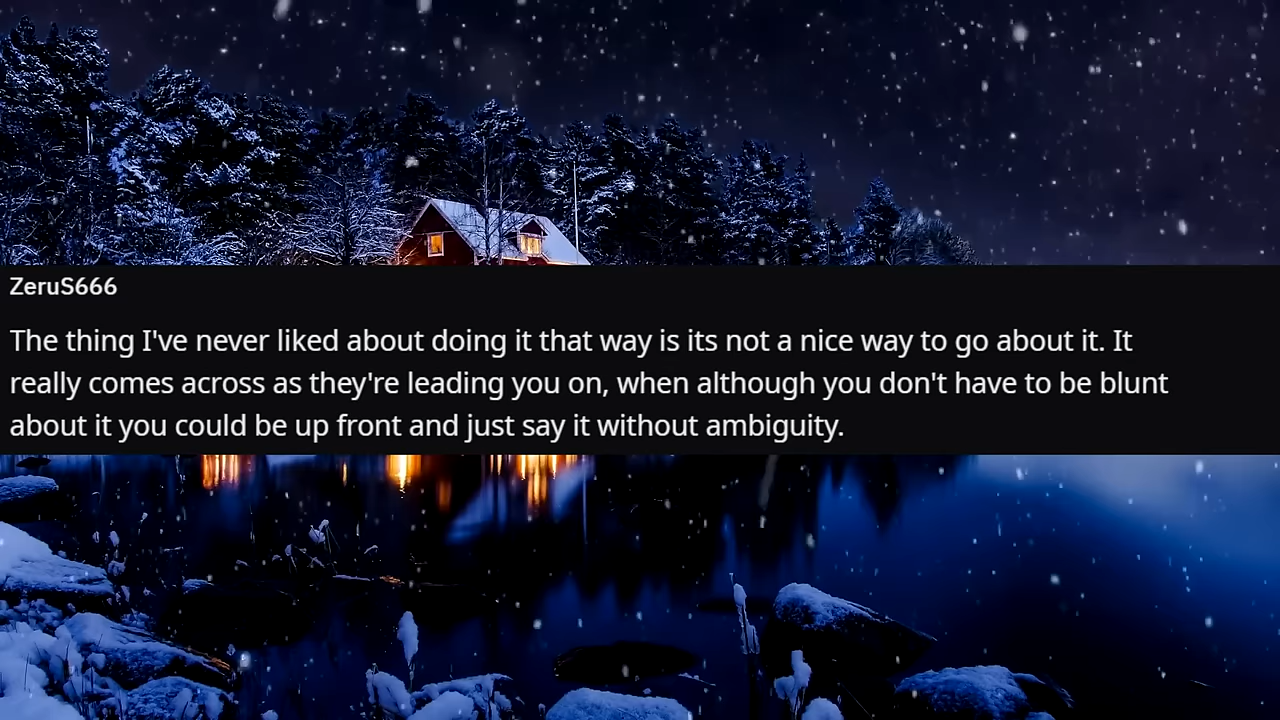 ZeruS666
The thing I've never liked about doing it that way is its not a nice way to go about it. It
really comes across as they're leading you on, when although you don't have to be blunt
about it you could be up front and just say it without ambiguity.